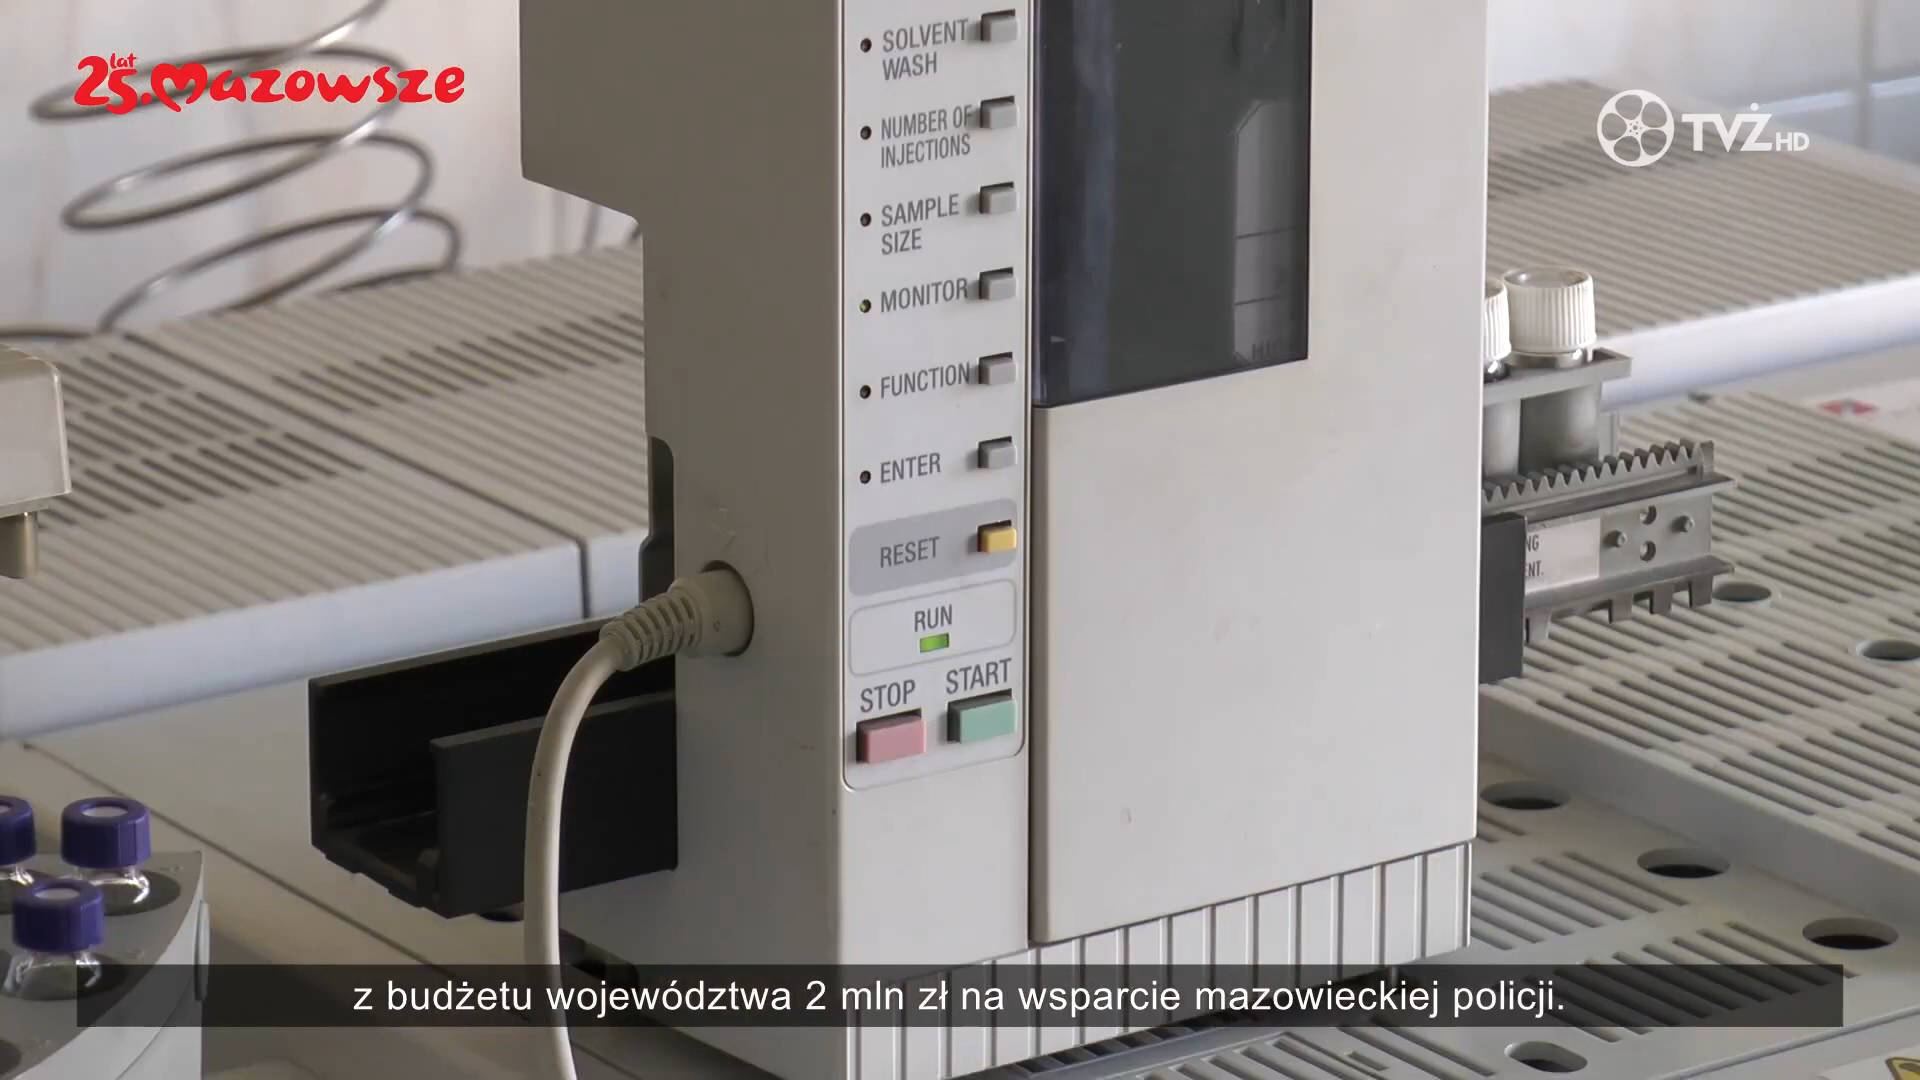 25 lat Mazowsze
TVŻ HD
SOLVENT
WASH
NUMBER OF
INJECTIONS
SAMPLE
SIZE
MONITOR
FUNCTION
ENTER
RESET
RUN
STOP START
z budżetu województwa 2 mln zł na wsparcie mazowieckiej policji.